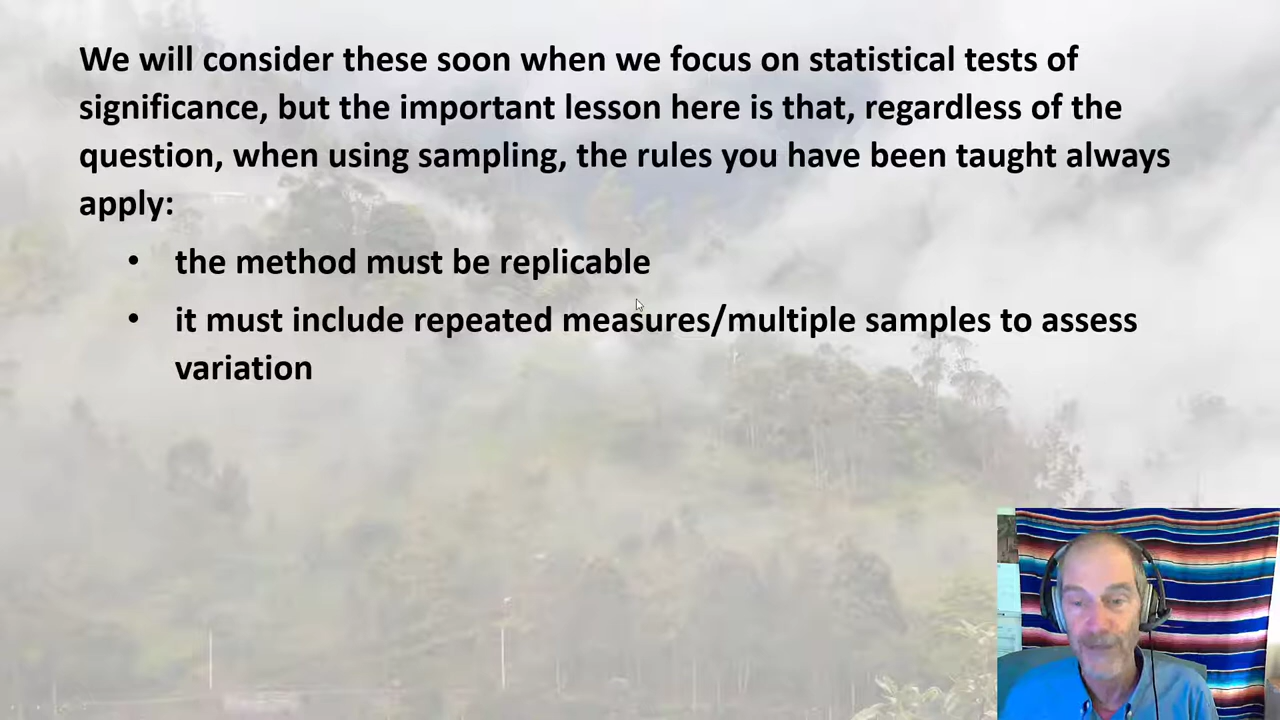 We will consider these soon when we focus on statistical tests of
significance, but the important lesson here is that, regardless of the
question, when using sampling, the rules you have been taught always
apply:
• the method must be replicable
• it must include repeated measures/multiple samples to assess
variation